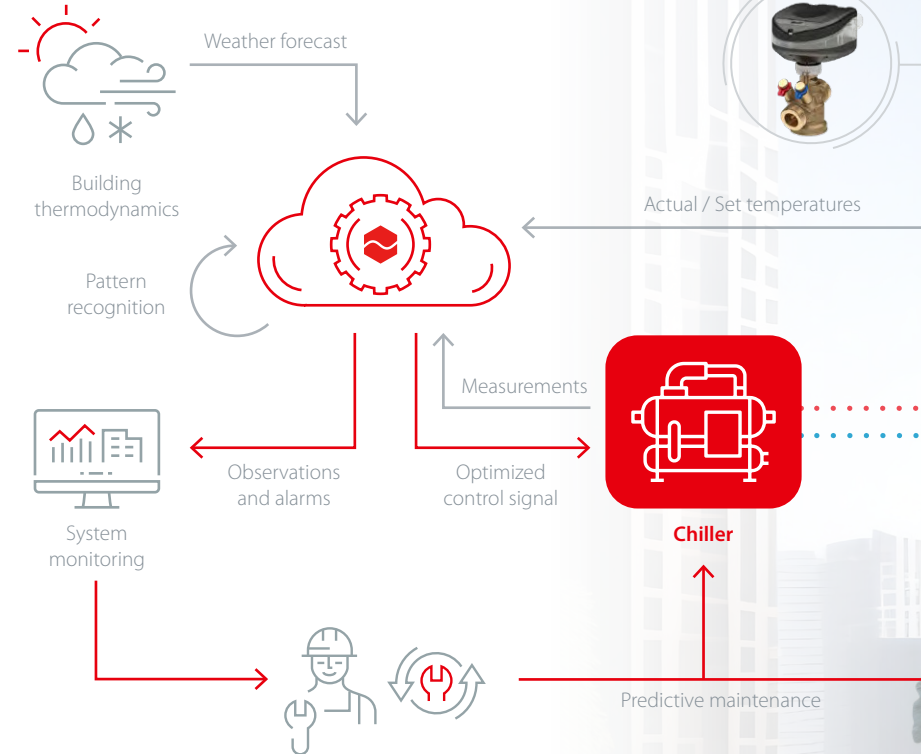 Weather forecast
Building
thermodynamics
Actual / Set temperatures
Pattern
recognition
Measurements
Observations
and alarms
Optimized
control signal
Chiller
System
monitoring
Predictive maintenance